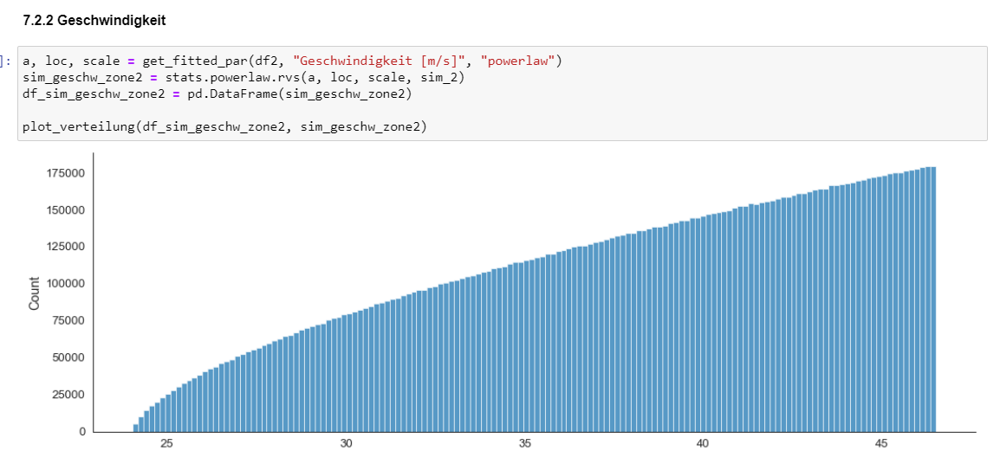 7.2.2 Geschwindigkeit
]: a, loc, scale = get_fitted_par(df2, "Geschwindigkeit [m/s]", "powerlaw")
sim_geschw_zone2 = stats.powerlaw.rvs(a, loc, scale, sim_2)
df_sim_geschw_zone2 = pd.DataFrame(sim_geschw_zone2)
plot_verteilung(df_sim_geschw_zone2, sim_geschw_zone2)
175000
150000
125000
100000
75000
50000
25000
0
Count
25 30 35 40 45